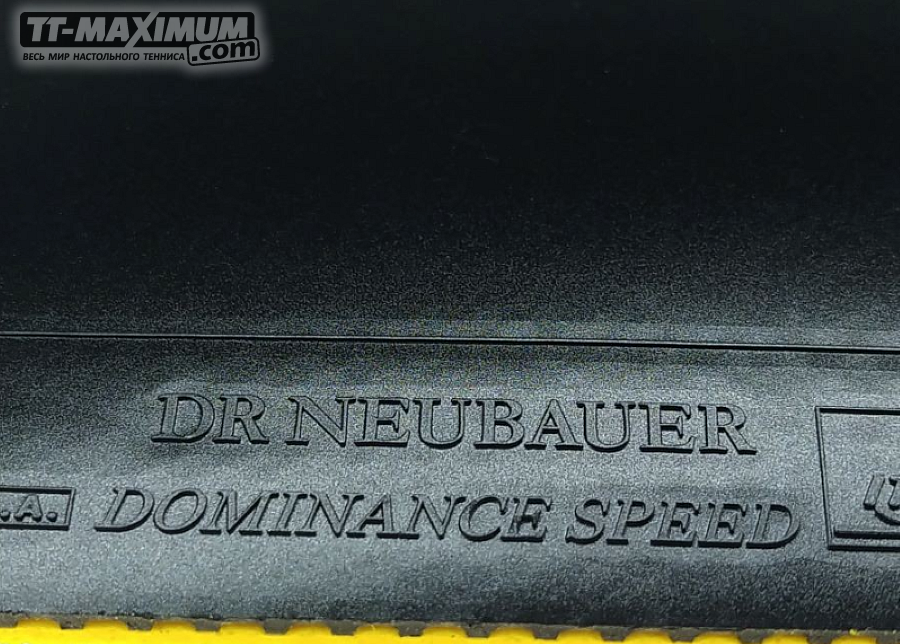 TT-MAXIMUM
.com
ВЕСЬ МИР НАСТОЛЬНОГО ТЕННИСА
DR NEUBAUER
.A.
DOMINANCE SPEED